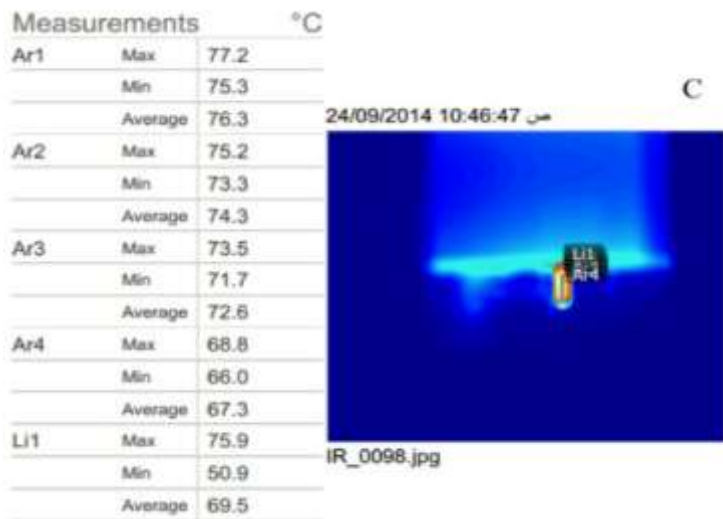 Measurements °C
Ar1 Max 77.2
Min 75.3
Average 76.3
Ar2 Max 75.2
Min 73.3
Average 74.3
Ar3 Max 73.5
Min 71.7
Average 72.6
Ar4 Max 68.8
Min 66.0
Average 67.3
Li1 Max 75.9
Min 50.9
Average 69.5
C
24/09/2014 10:46:47 ص
Li1
Ar4
IR_0098.jpg